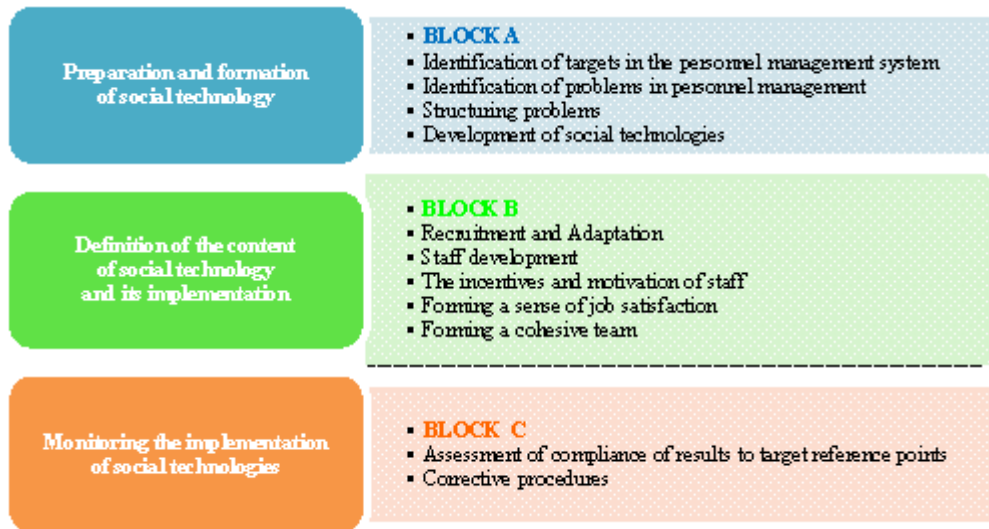 Preparation and formation
of social technology
▪ BLOCK A
▪ Identification of targets in the personnel management system
▪ Identification of problems in personnel management
▪ Structuring problems
▪ Development of social technologies
Definition of the content
of social technology
and its implementation
▪ BLOCK B
▪ Recruitment and Adaptation
▪ Staff development
▪ The incentives and motivation of staff
▪ Forming a sense of job satisfaction
▪ Forming a cohesive team
Monitoring the implementation
of social technologies
▪ BLOCK C
▪ Assessment of compliance of results to target reference points
▪ Corrective procedures